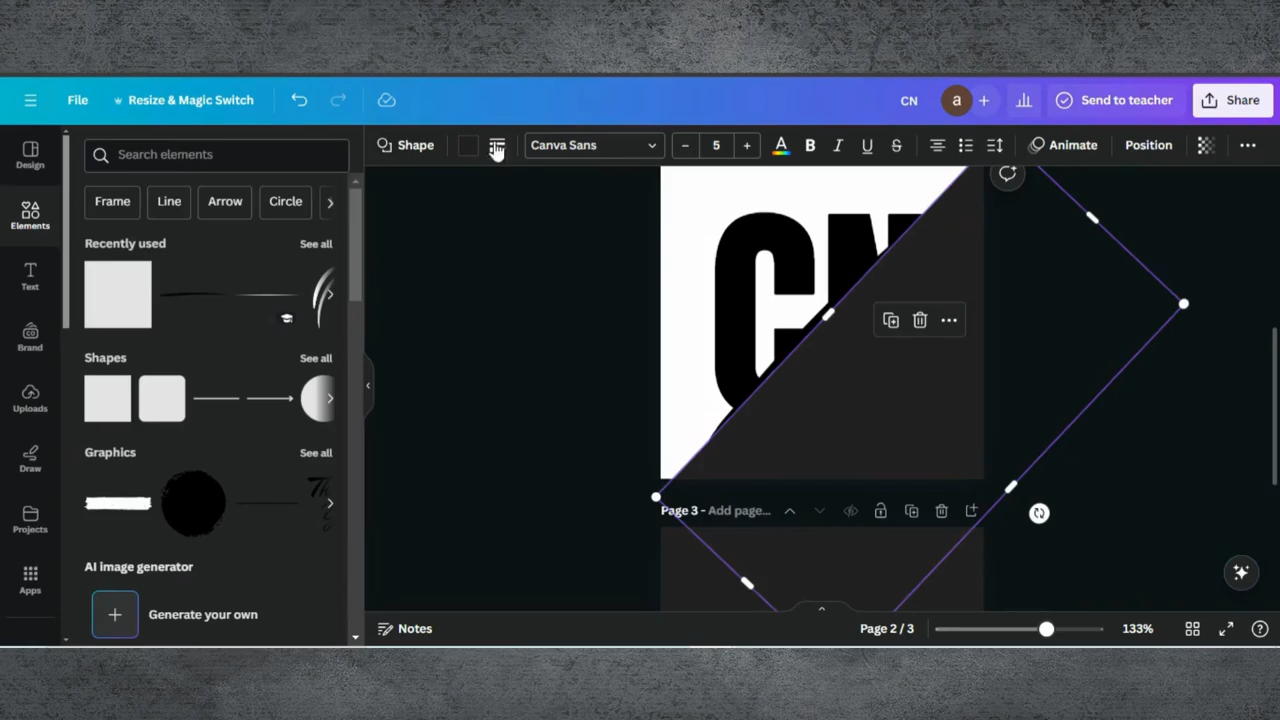 File
Resize & Magic Switch
CN
a
Send to teacher
Share
Design
Elements
Text
Brand
Uploads
Draw
Projects
Apps
Search elements
Frame
Line
Arrow
Circle
Recently used
See all
Shapes
See all
Graphics
See all
AI image generator
Generate your own
Shape
Canva Sans
5
A
B
I
U
S
Animate
Position
CN
Page 3 - Add page...
Notes
Page 2 / 3
133%